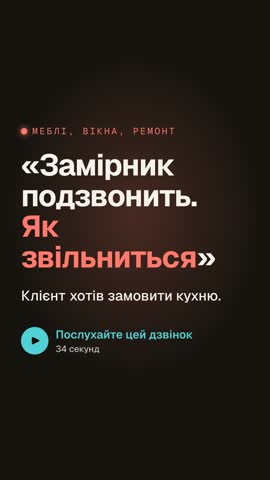 МЕБЛІ, ВІКНА, РЕМОНТ
«Замірник
подзвонить.
Як
звільниться»
Клієнт хотів замовити кухню.
Послухайте цей дзвінок
34 секунд